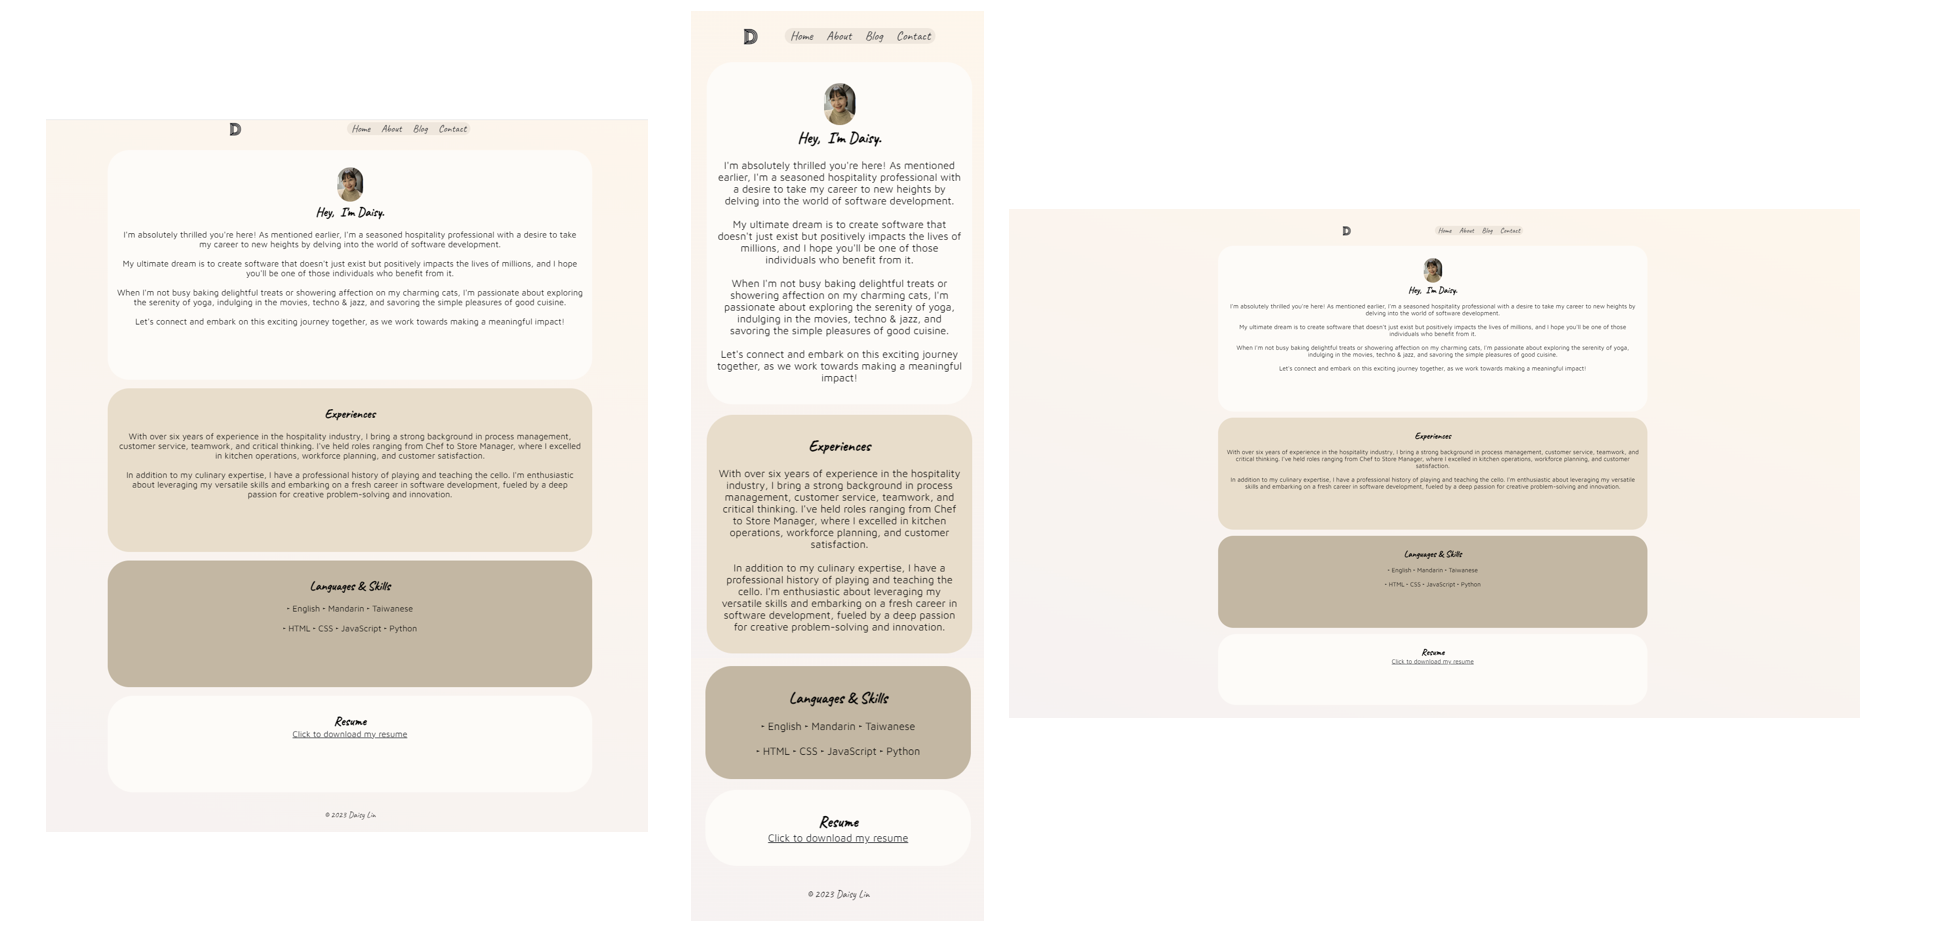 D
Home About Blog Contact
Hey, I'm Daisy.
I'm absolutely thrilled you're here! As mentioned earlier, I'm a seasoned hospitality professional with a desire to take
my career to new heights by delving into the world of software development.
My ultimate dream is to create software that doesn't just exist but positively impacts the lives of millions, and I hope
you'll be one of those individuals who benefit from it.
When I'm not busy baking delightful treats or showering affection on my charming cats, I'm passionate about exploring
the serenity of yoga, indulging in the movies, techno & jazz, and savoring the simple pleasures of good cuisine.
Let's connect and embark on this exciting journey together, as we work towards making a meaningful impact!
Experiences
With over six years of experience in the hospitality industry, I bring a strong background in process management,
customer service, teamwork, and critical thinking. I've held roles ranging from Chef to Store Manager, where I excelled
in kitchen operations, workforce planning, and customer satisfaction.
In addition to my culinary expertise, I have a professional history of playing and teaching the cello. I'm enthusiastic
about leveraging my versatile skills and embarking on a fresh career in software development, fueled by a deep
passion for creative problem-solving and innovation.
Languages & Skills
- English - Mandarin - Taiwanese
- HTML - CSS - JavaScript - Python
Resume
Click to download my resume
© 2023 Daisy Lin
D
Home About Blog Contact
Hey, I'm Daisy.
I'm absolutely thrilled you're here! As mentioned
earlier, I'm a seasoned hospitality professional with
a desire to take my career to new heights by
delving into the world of software development.
My ultimate dream is to create software that
doesn't just exist but positively impacts the lives of
millions, and I hope you'll be one of those
individuals who benefit from it.
When I'm not busy baking delightful treats or
showering affection on my charming cats, I'm
passionate about exploring the serenity of yoga,
indulging in the movies, techno & jazz, and
savoring the simple pleasures of good cuisine.
Let's connect and embark on this exciting journey
together, as we work towards making a meaningful
impact!
Experiences
With over six years of experience in the hospitality
industry, I bring a strong background in process
management, customer service, teamwork, and
critical thinking. I've held roles ranging from Chef
to Store Manager, where I excelled in kitchen
operations, workforce planning, and customer
satisfaction.
In addition to my culinary expertise, I have a
professional history of playing and teaching the
cello. I'm enthusiastic about leveraging my
versatile skills and embarking on a fresh career in
software development, fueled by a deep passion
for creative problem-solving and innovation.
Languages & Skills
- English - Mandarin - Taiwanese
- HTML - CSS - JavaScript - Python
Resume
Click to download my resume
© 2023 Daisy Lin
D
Home About Blog Contact
Hey, I'm Daisy.
I'm absolutely thrilled you're here! As mentioned earlier, I'm a seasoned hospitality professional with a desire to take my career to new heights by
delving into the world of software development.
My ultimate dream is to create software that doesn't just exist but positively impacts the lives of millions, and I hope you'll be one of those
individuals who benefit from it.
When I'm not busy baking delightful treats or showering affection on my charming cats, I'm passionate about exploring the serenity of yoga,
indulging in the movies, techno & jazz, and savoring the simple pleasures of good cuisine.
Let's connect and embark on this exciting journey together, as we work towards making a meaningful impact!
Experiences
With over six years of experience in the hospitality industry, I bring a strong background in process management, customer service, teamwork, and
critical thinking. I've held roles ranging from Chef to Store Manager, where I excelled in kitchen operations, workforce planning, and customer
satisfaction.
In addition to my culinary expertise, I have a professional history of playing and teaching the cello. I'm enthusiastic about leveraging my versatile
skills and embarking on a fresh career in software development, fueled by a deep passion for creative problem-solving and innovation.
Languages & Skills
- English - Mandarin - Taiwanese
- HTML - CSS - JavaScript - Python
Resume
Click to download my resume